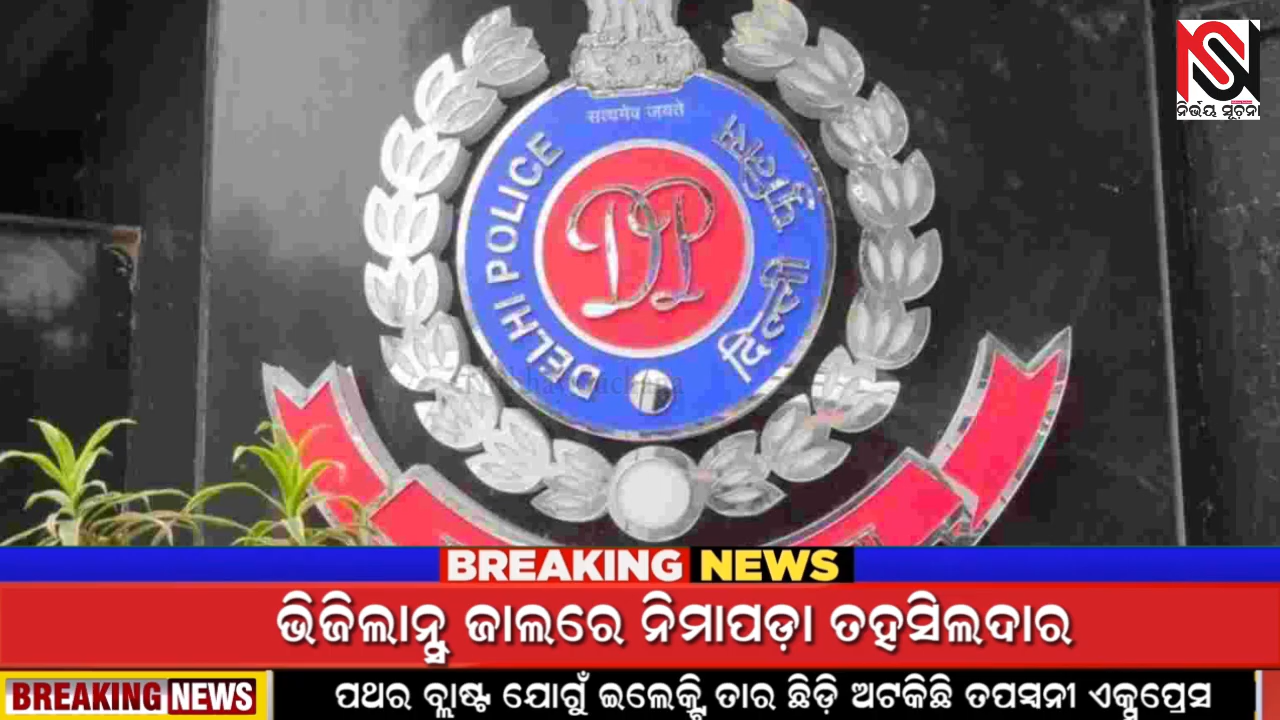 सत्यमेव जयते
DELHI POLICE
दिल्ली पुलिस
DP
ନିର୍ଭୟ ସୂଚନା
BREAKING NEWS
ଭିଜିଲାନ୍ସ ଜାଲରେ ନିମାପଡ଼ା ତହସିଲଦାର
BREAKING NEWS
ପଥର ବ୍ଲାଷ୍ଟ ଯୋଗୁଁ ଇଲେକ୍ଟ୍ରି ତାର ଛିଡ଼ି ଅଟକିଛି ତପସ୍ୱନୀ ଏକ୍ସପ୍ରେସ